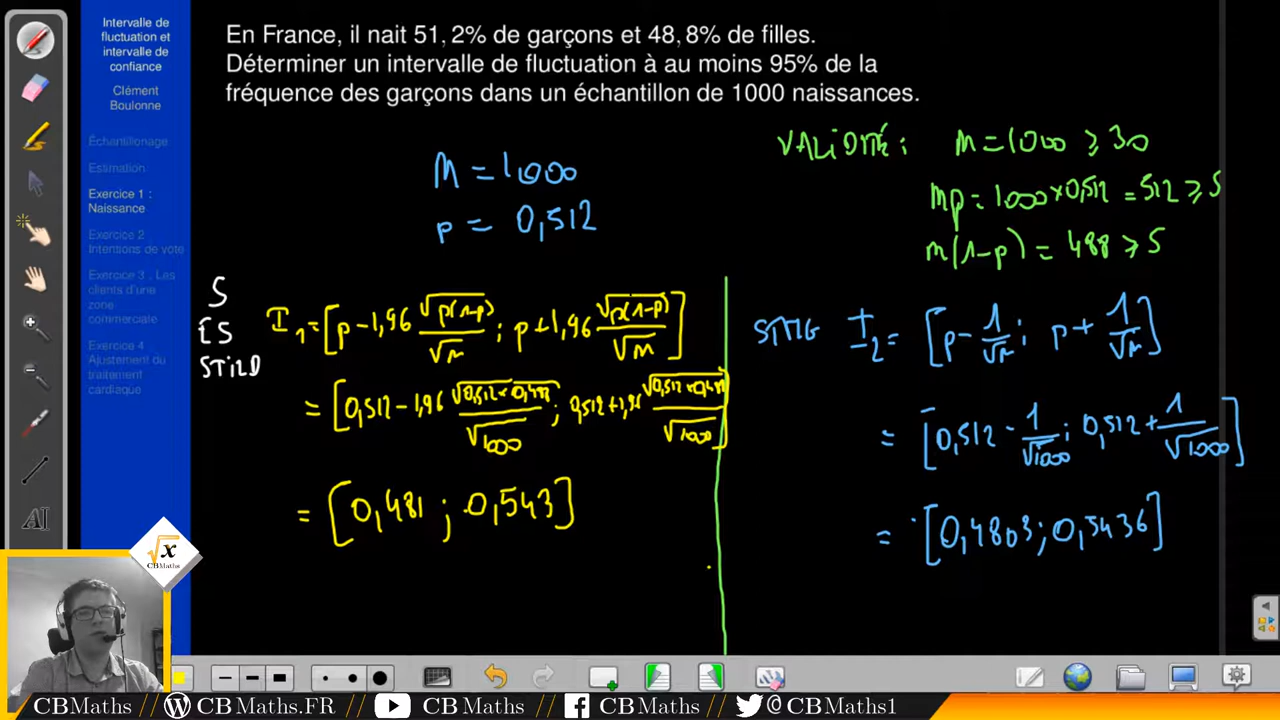 Intervalle de
fluctuation et
intervalle de
confiance
Clément
Boulonne
Échantillonage
Estimation
Exercice 1 :
Naissance
Exercice 2
Intentions de vote
Exercice 3 . Les
clients d'une
zone
commerciale
Exercice 4
Ajustement du
traitement
cardiaque
En France, il nait 51, 2% de garçons et 48, 8% de filles.
Déterminer un intervalle de fluctuation à au moins 95% de la
fréquence des garçons dans un échantillon de 1000 naissances.
n = 1000
p = 0,512
VALIDITÉ : n = 1000 ≥ 30
np = 1000 × 0,512 = 512 ≥ 5
n(1-p) = 488 ≥ 5
S
ES
STI2D
I₁ = [p - 1,96 √(p(1-p))/√n ; p + 1,96 √(p(1-p))/√n]
= [0,512 - 1,96 √(0,512 × 0,488)/√1000 ; 0,512 + 1,96 √(0,512 × 0,488)/√1000]
= [0,481 ; 0,543]
STMG I₂ = [p - 1/√n ; p + 1/√n]
= [0,512 - 1/√1000 ; 0,512 + 1/√1000]
= [0,4803 ; 0,5436]
√x
CBMaths
CBMaths CBMaths.FR CBMaths CBMaths @CBMaths1